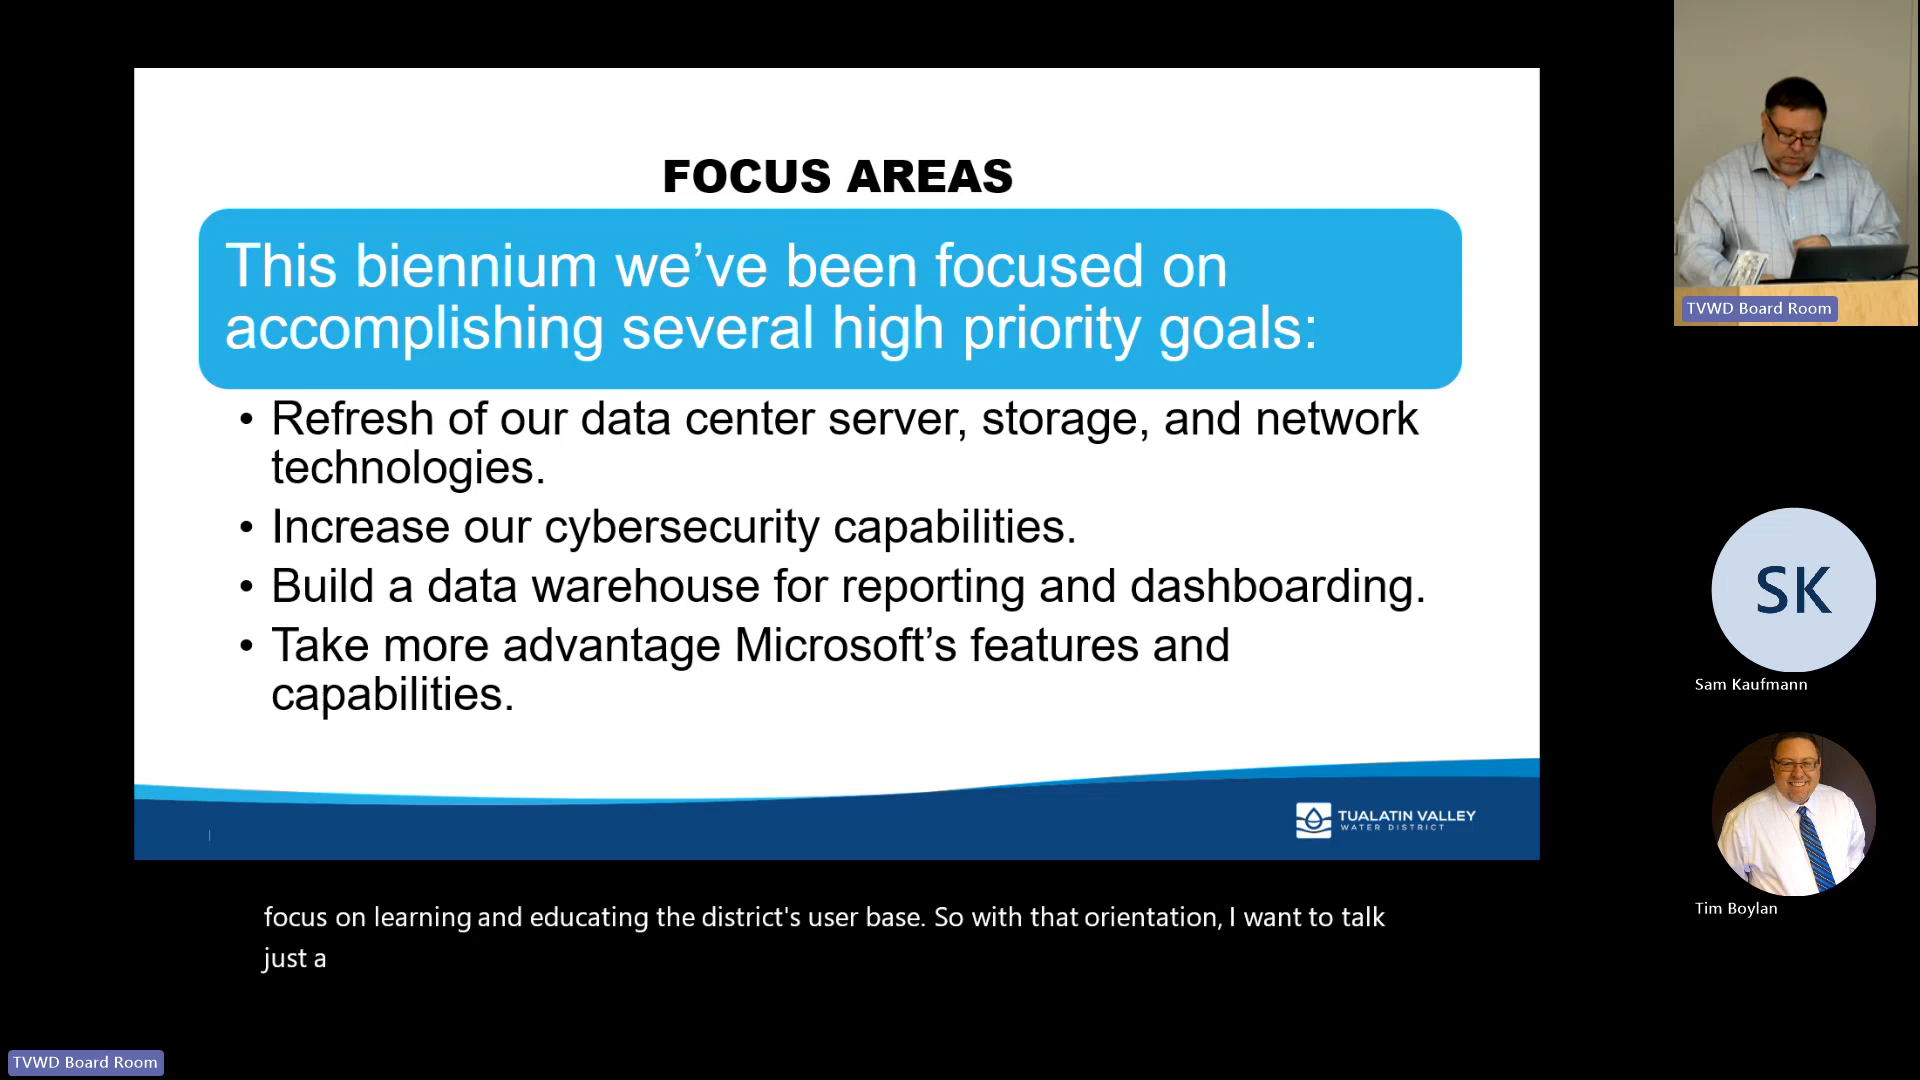 FOCUS AREAS
This biennium we’ve been focused on
accomplishing several high priority goals:
• Refresh of our data center server, storage, and network
technologies.
• Increase our cybersecurity capabilities.
• Build a data warehouse for reporting and dashboarding.
• Take more advantage Microsoft’s features and
capabilities.
TUALATIN VALLEY
WATER DISTRICT
focus on learning and educating the district's user base. So with that orientation, I want to talk
just a
TVWD Board Room
TVWD Board Room
SK
Sam Kaufmann
Tim Boylan